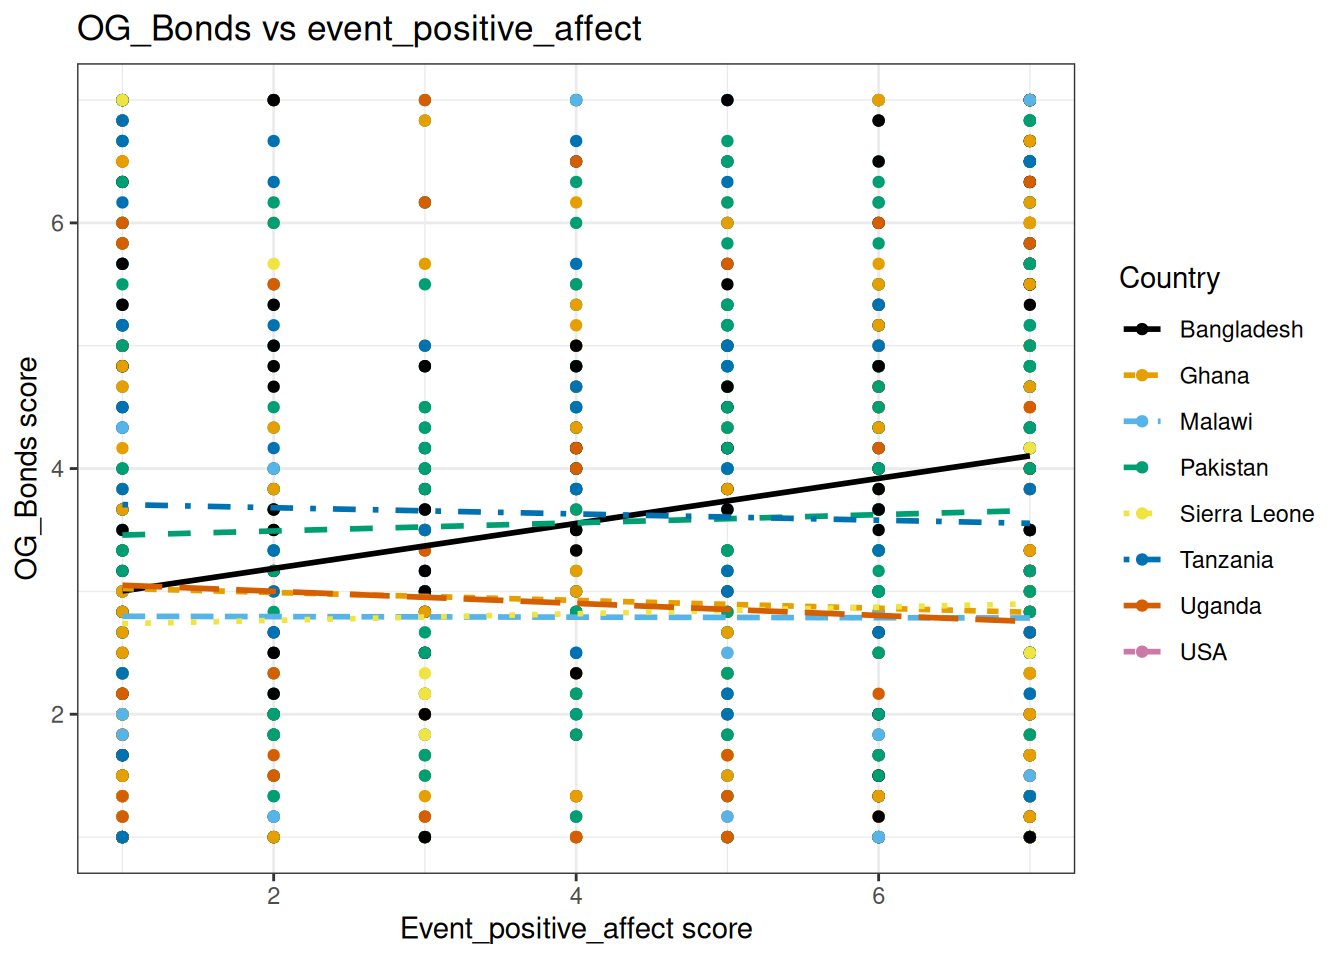 OG_Bonds vs event_positive_affect
OG_Bonds score
6
4
2
2
4
6
Event_positive_affect score
Country
Bangladesh
Ghana
Malawi
Pakistan
Sierra Leone
Tanzania
Uganda
USA